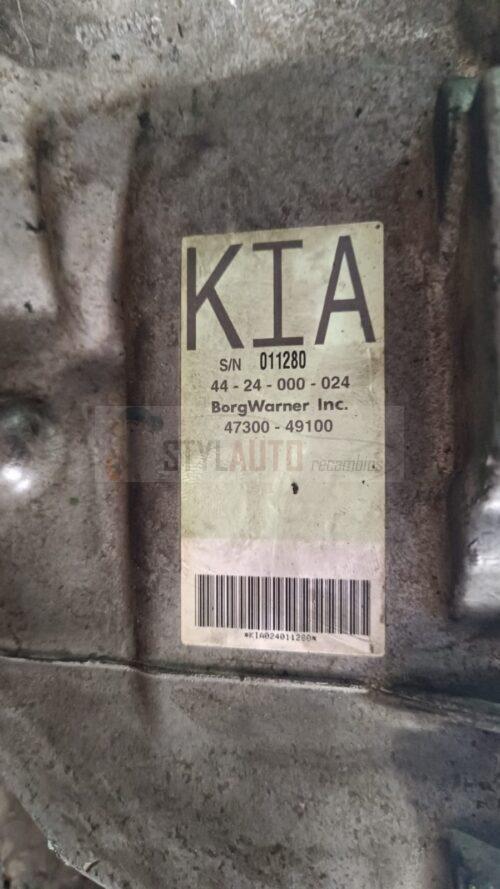 KIA
S/N 011280
44 - 24 - 000 - 024
BorgWarner Inc.
47300 - 49100
STYLAUTO recambios
*KIA024011280*